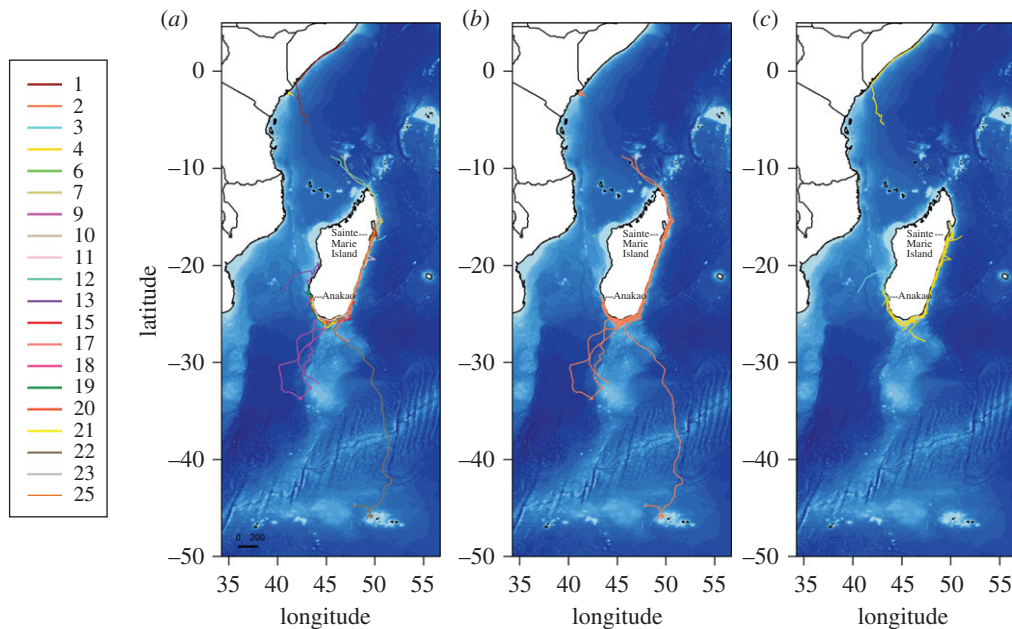 (a)
(b)
(c)
1
2
3
4
6
7
9
10
11
12
13
15
17
18
19
20
21
22
23
25
latitude
0
−10
−20
−30
−40
−50
Sainte---
Marie
Island
---Anakao
0 200
35 40 45 50 55
longitude
0
−10
−20
−30
−40
−50
Sainte---
Marie
Island
---Anakao
35 40 45 50 55
longitude
0
−10
−20
−30
−40
−50
Sainte---
Marie
Island
---Anakao
35 40 45 50 55
longitude